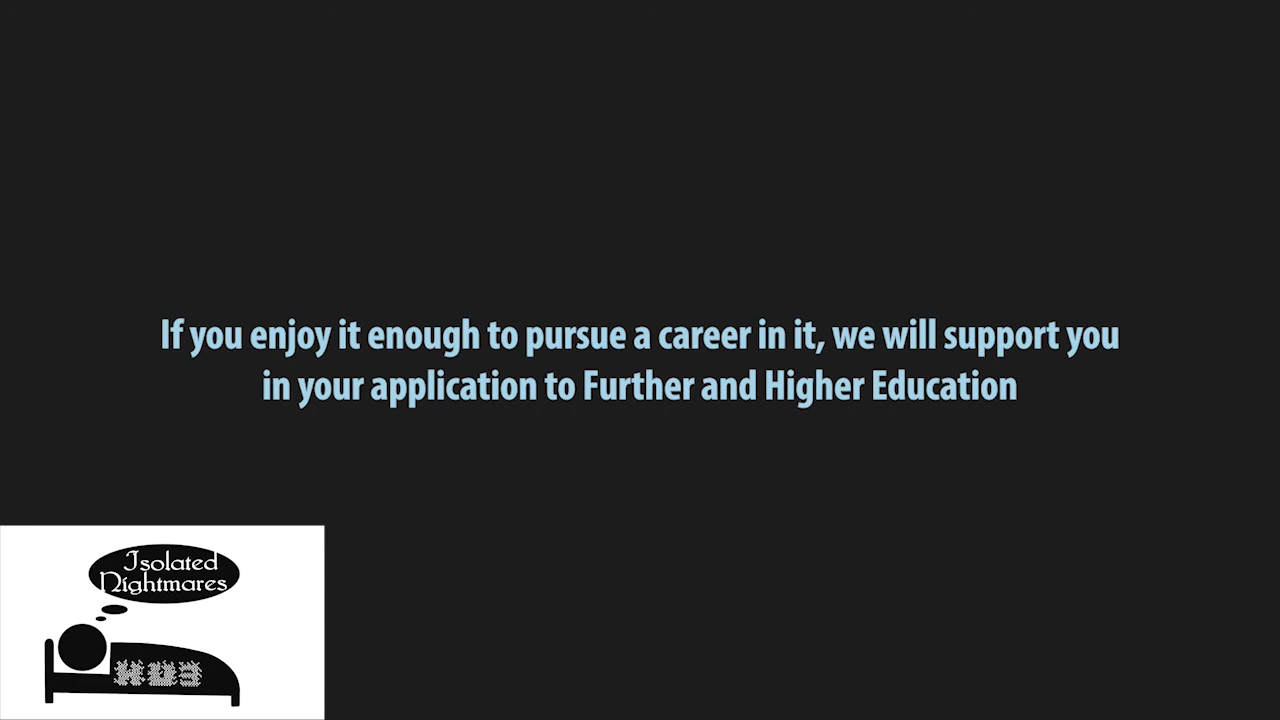 If you enjoy it enough to pursue a career in it, we will support you
in your application to Further and Higher Education
Isolated
Nightmares